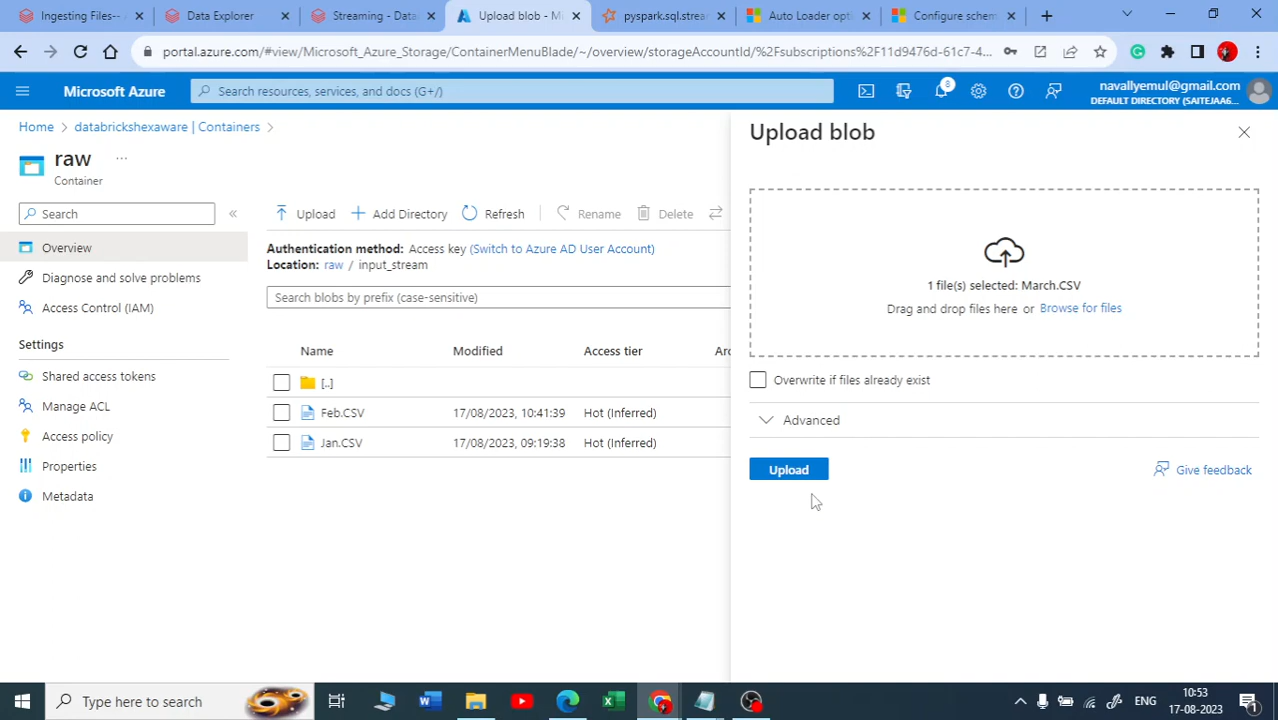 Ingesting Files--
Data Explorer
Streaming - Data
Upload blob - Mi
pyspark.sql.stream
Auto Loader opti
Configure schem
portal.azure.com/#view/Microsoft_Azure_Storage/ContainerMenuBlade/~/overview/storageAccountId/%2Fsubscriptions%2F11d9476d-61c7-4...
Microsoft Azure
Search resources, services, and docs (G+/)
8
navallyemul@gmail.com
DEFAULT DIRECTORY (SAITEJAA6...
Home > databrickshexaware | Containers >
raw ...
Container
Search
«
Overview
Diagnose and solve problems
Access Control (IAM)
Settings
Shared access tokens
Manage ACL
Access policy
Properties
Metadata
Upload
Add Directory
Refresh
Rename
Delete
Authentication method: Access key (Switch to Azure AD User Account)
Location: raw / input_stream
Search blobs by prefix (case-sensitive)
Name Modified Access tier Arc
[..]
Feb.CSV 17/08/2023, 10:41:39 Hot (Inferred)
Jan.CSV 17/08/2023, 09:19:38 Hot (Inferred)
Upload blob
1 file(s) selected: March.CSV
Drag and drop files here or Browse for files
Overwrite if files already exist
Advanced
Upload
Give feedback
Type here to search
ENG
10:53
17-08-2023
1